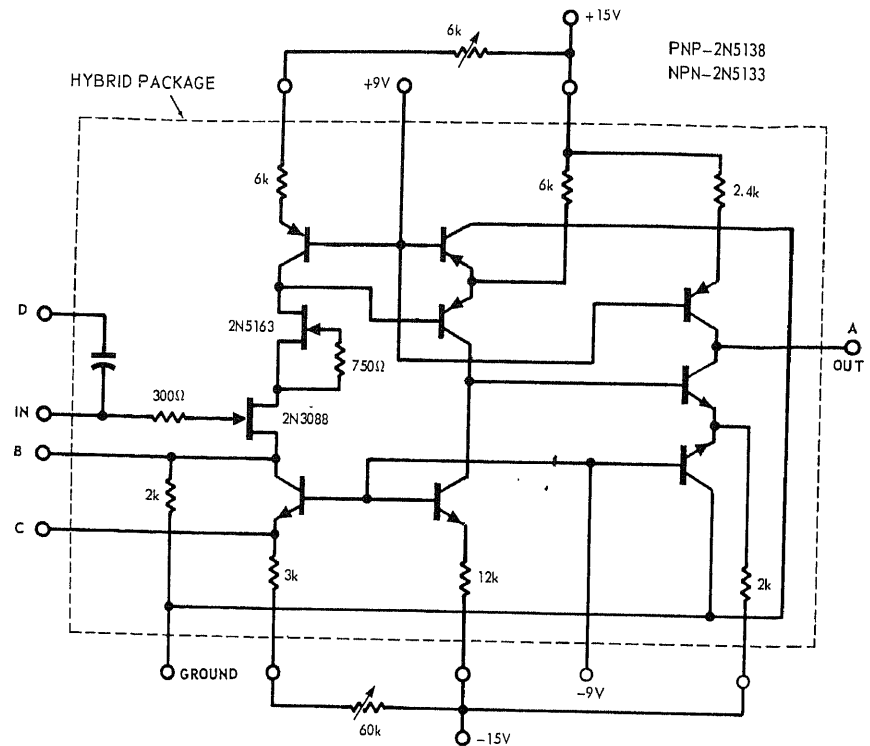 +15V
6k
PNP-2N5138
NPN-2N5133
HYBRID PACKAGE
+9V
6k
6k
2.4k
D
2N5163
750Ω
A
OUT
300Ω
IN
2N3088
B
2k
C
3k
12k
2k
GROUND
-9V
60k
-15V